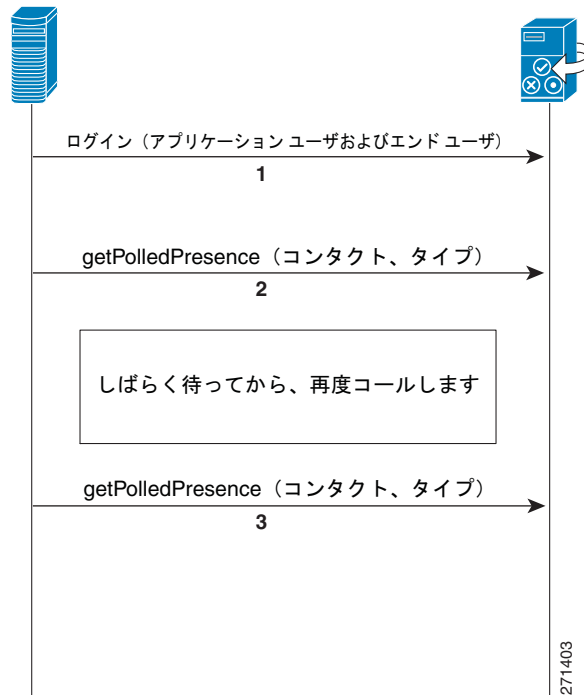 ログイン（アプリケーション ユーザおよびエンド ユーザ）
1
getPolledPresence（コンタクト、タイプ）
2
しばらく待ってから、再度コールします
getPolledPresence（コンタクト、タイプ）
3
271403